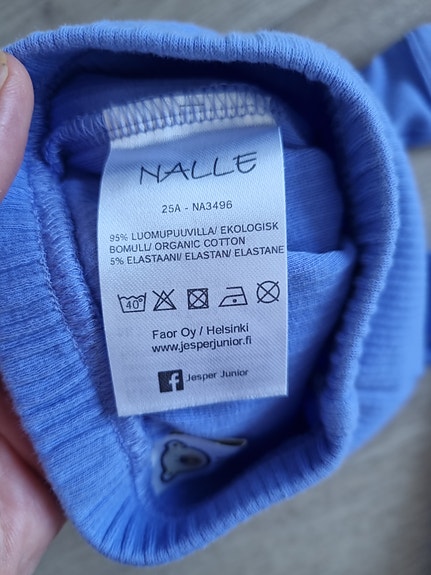 NALLE
25A - NA3496
95% LUOMUPUUVILLA/ EKOLOGISK
BOMULL/ ORGANIC COTTON
5% ELASTAANI/ ELASTAN/ ELASTANE
40°
Faor Oy / Helsinki
www.jesperjunior.fi
f Jesper Junior